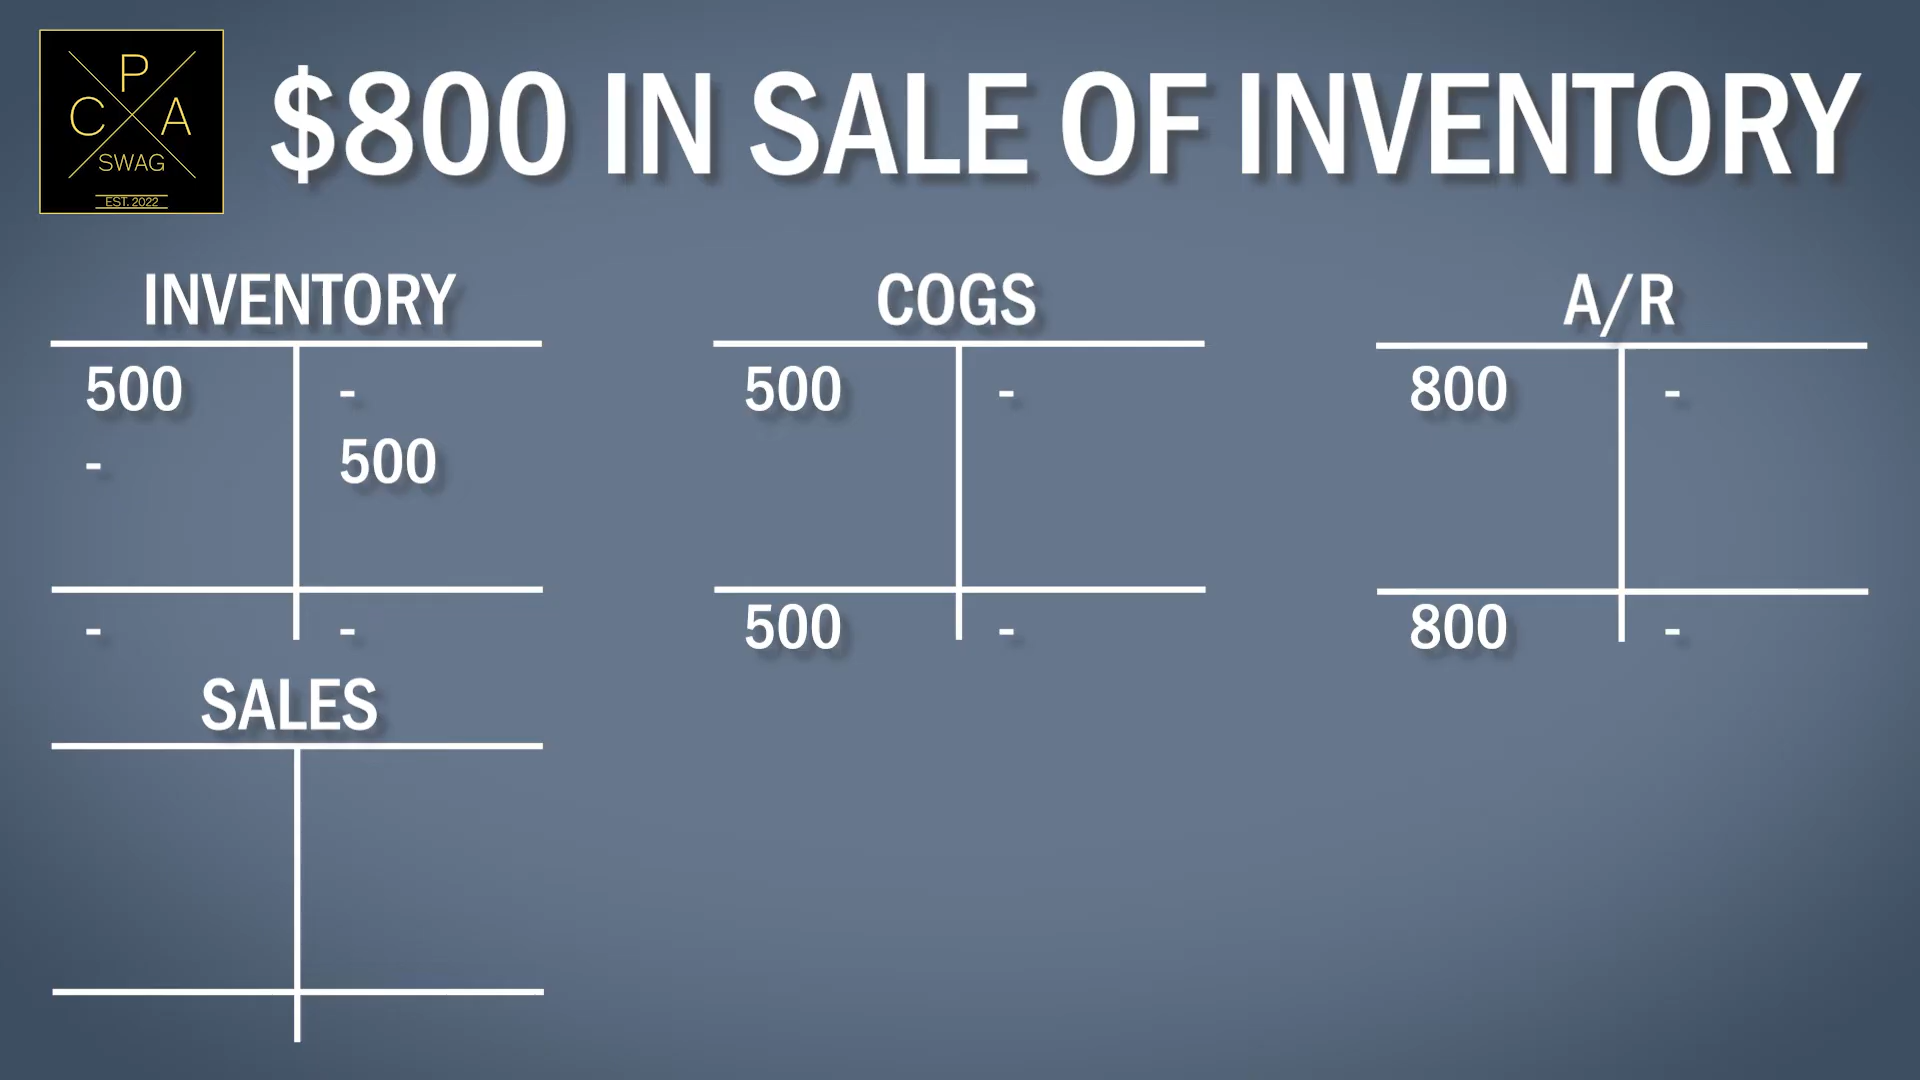 P
C A
SWAG
EST. 2022
$800 IN SALE OF INVENTORY
INVENTORY
500 -
- 500
- -
COGS
500 -
500 -
A/R
800 -
800 -
SALES